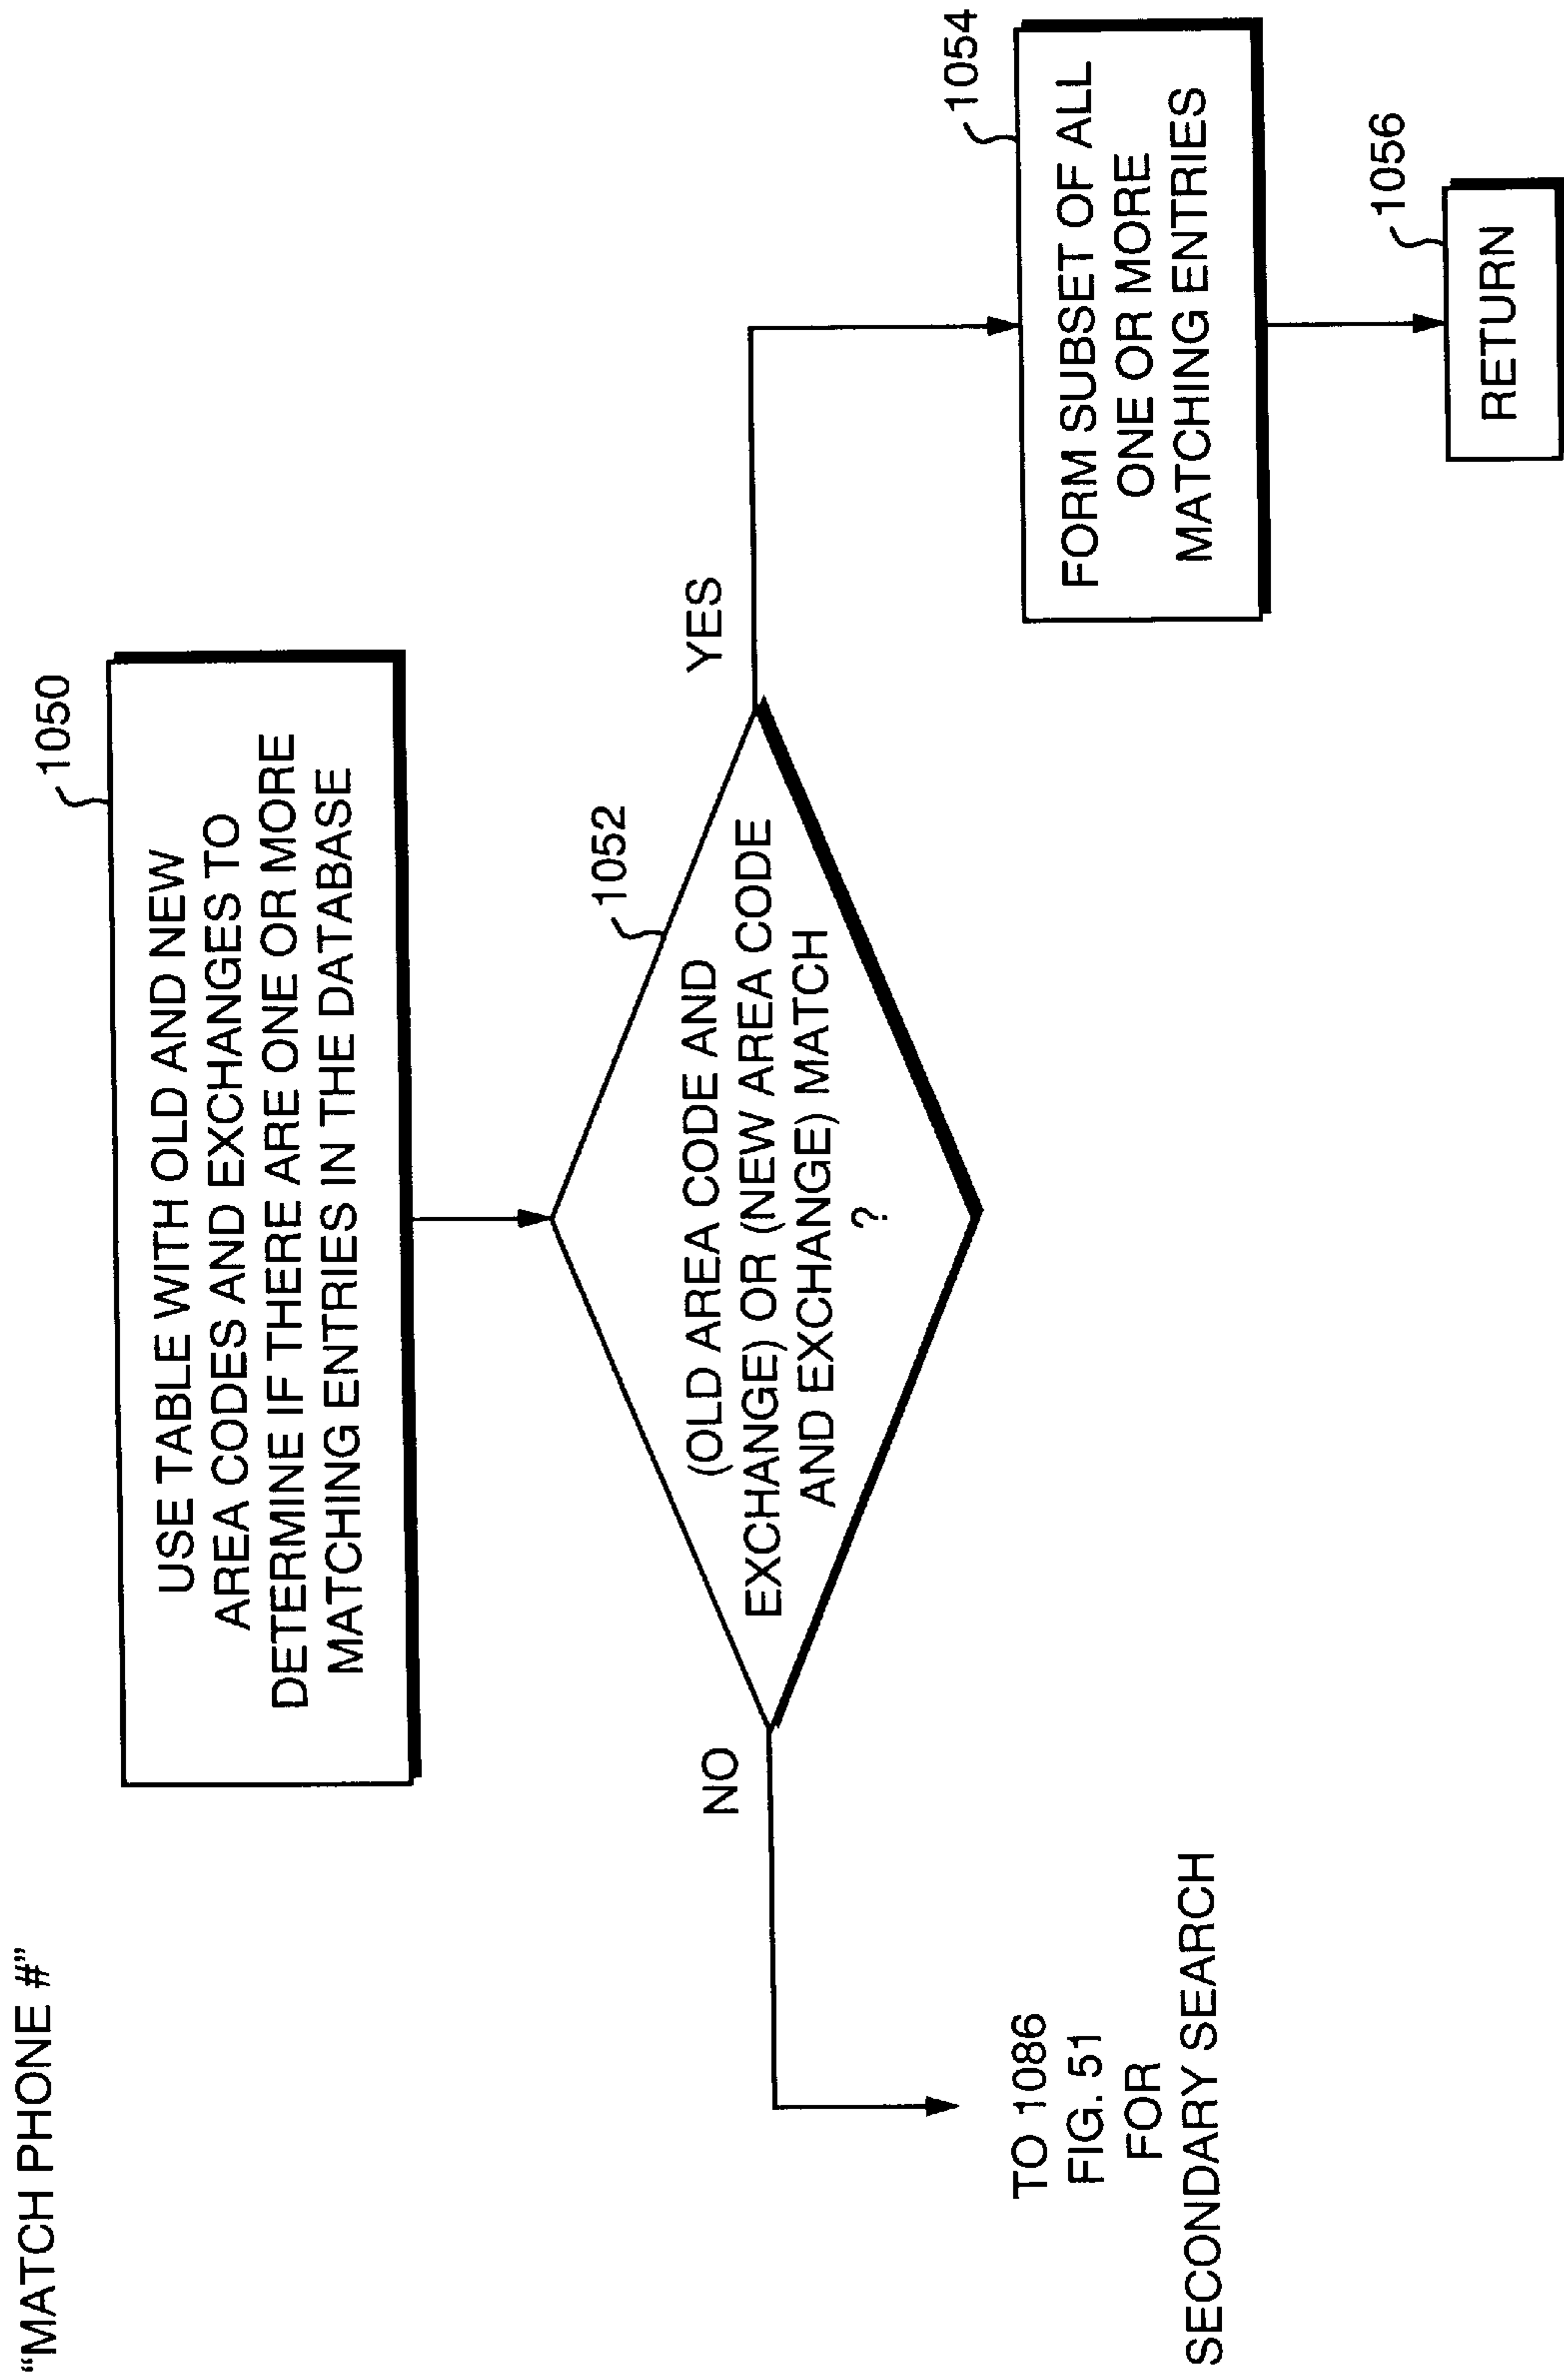 “MATCH PHONE #”
1050
USE TABLE WITH OLD AND NEW
AREA CODES AND EXCHANGES TO
DETERMINE IF THERE ARE ONE OR MORE
MATCHING ENTRIES IN THE DATABASE
1052
(OLD AREA CODE AND
EXCHANGE) OR (NEW AREA CODE
AND EXCHANGE) MATCH
?
NO
YES
TO 1086
FIG. 51
FOR
SECONDARY SEARCH
1054
FORM SUBSET OF ALL
ONE OR MORE
MATCHING ENTRIES
1056
RETURN